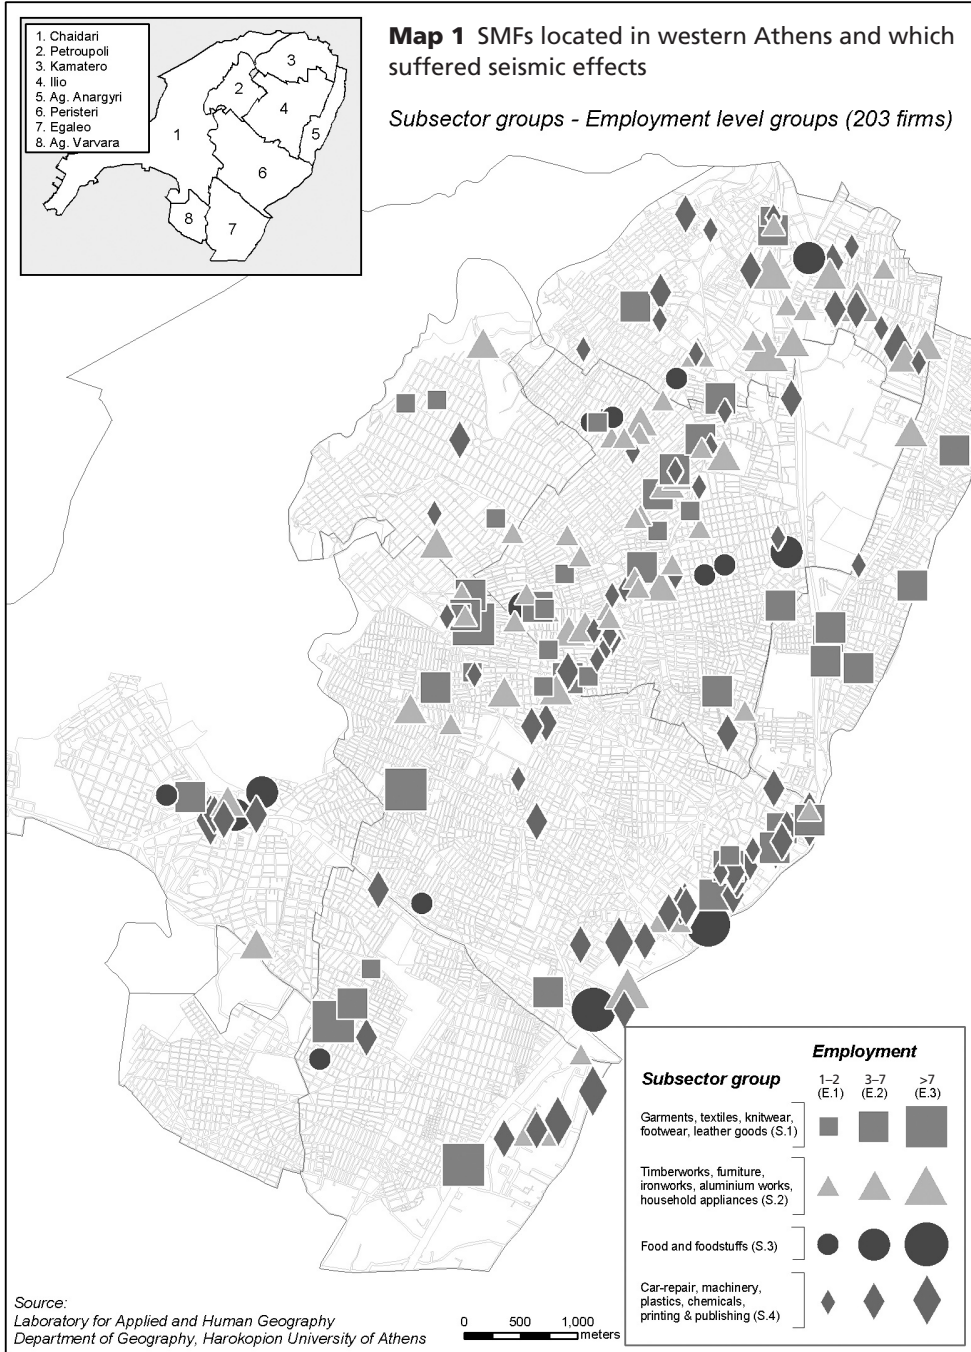 1. Chaidari
2. Petroupoli
3. Kamatero
4. Ilio
5. Ag. Anargyri
6. Peristeri
7. Egaleo
8. Ag. Varvara
1
2
3
4
5
6
7
8
Map 1 SMFs located in western Athens and which
suffered seismic effects
Subsector groups - Employment level groups (203 firms)
Employment
Subsector group
1–2
(E.1)
3–7
(E.2)
>7
(E.3)
Garments, textiles, knitwear,
footwear, leather goods (S.1)
Timberworks, furniture,
ironworks, aluminium works,
household appliances (S.2)
Food and foodstuffs (S.3)
Car-repair, machinery,
plastics, chemicals,
printing & publishing (S.4)
Source:
Laboratory for Applied and Human Geography
Department of Geography, Harokopion University of Athens
0 500 1,000
meters